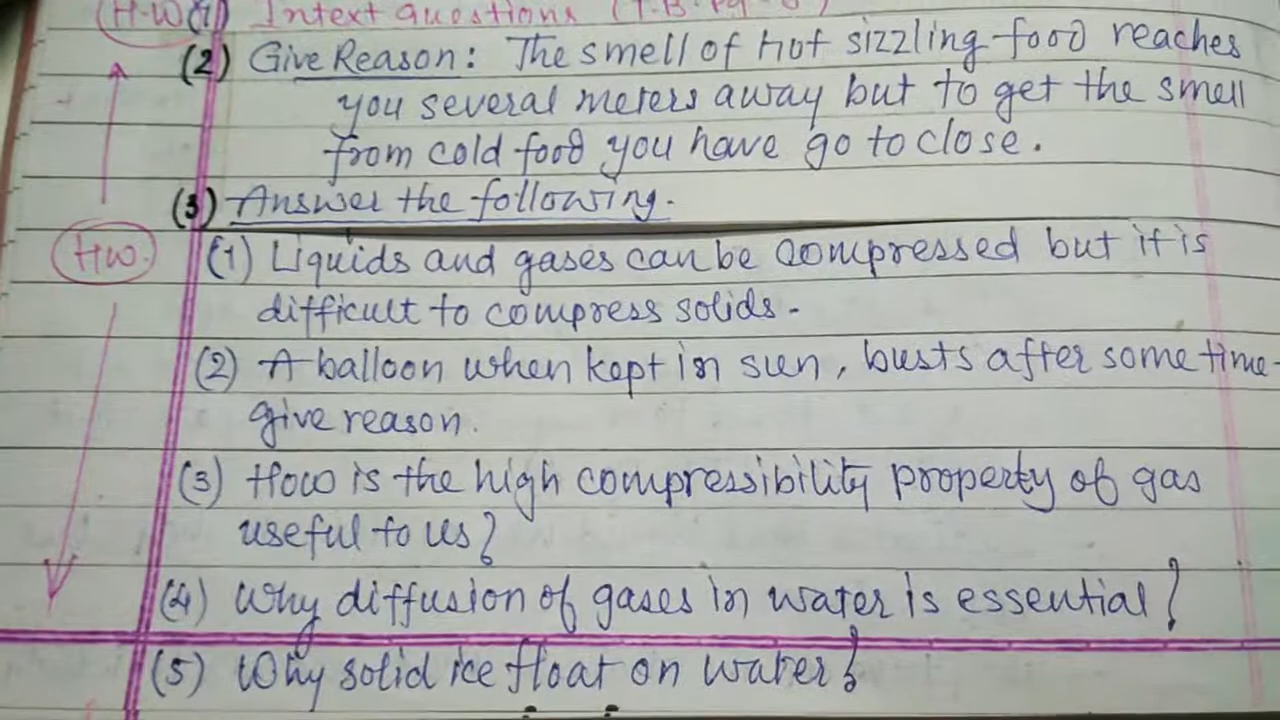 (H.W) (1) Intext questions (T.B. Pg-
(2) Give Reason: The smell of hot sizzling food reaches
you several meters away but to get the smell
from cold food you have go to close.
(3) Answer the following.
HW. (1) Liquids and gases can be compressed but it is
difficult to compress solids.
(2) A balloon when kept in sun, busts after some time-
give reason.
(3) How is the high compressibility property of gas
useful to us?
(4) Why diffusion of gases in water is essential?
(5) Why solid ice float on water?